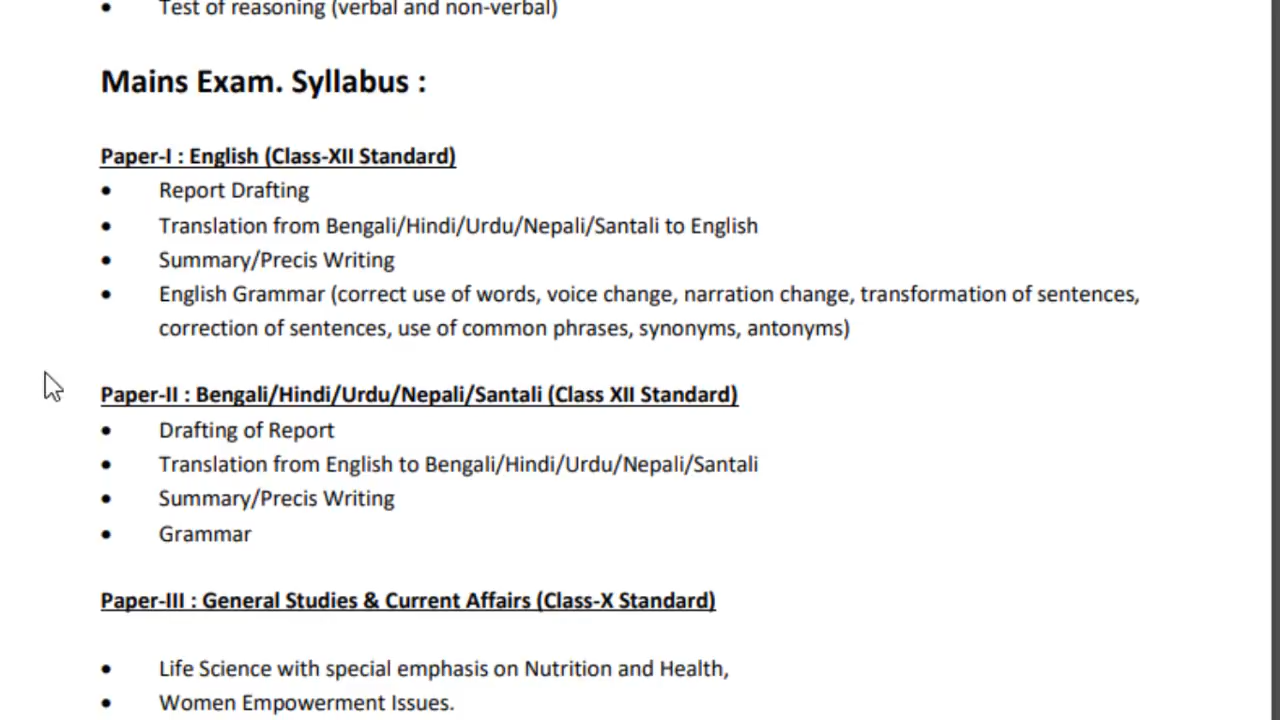 • Test of reasoning (verbal and non-verbal)
Mains Exam. Syllabus :
Paper-I : English (Class-XII Standard)
• Report Drafting
• Translation from Bengali/Hindi/Urdu/Nepali/Santali to English
• Summary/Precis Writing
• English Grammar (correct use of words, voice change, narration change, transformation of sentences,
correction of sentences, use of common phrases, synonyms, antonyms)
Paper-II : Bengali/Hindi/Urdu/Nepali/Santali (Class XII Standard)
• Drafting of Report
• Translation from English to Bengali/Hindi/Urdu/Nepali/Santali
• Summary/Precis Writing
• Grammar
Paper-III : General Studies & Current Affairs (Class-X Standard)
• Life Science with special emphasis on Nutrition and Health,
• Women Empowerment Issues.